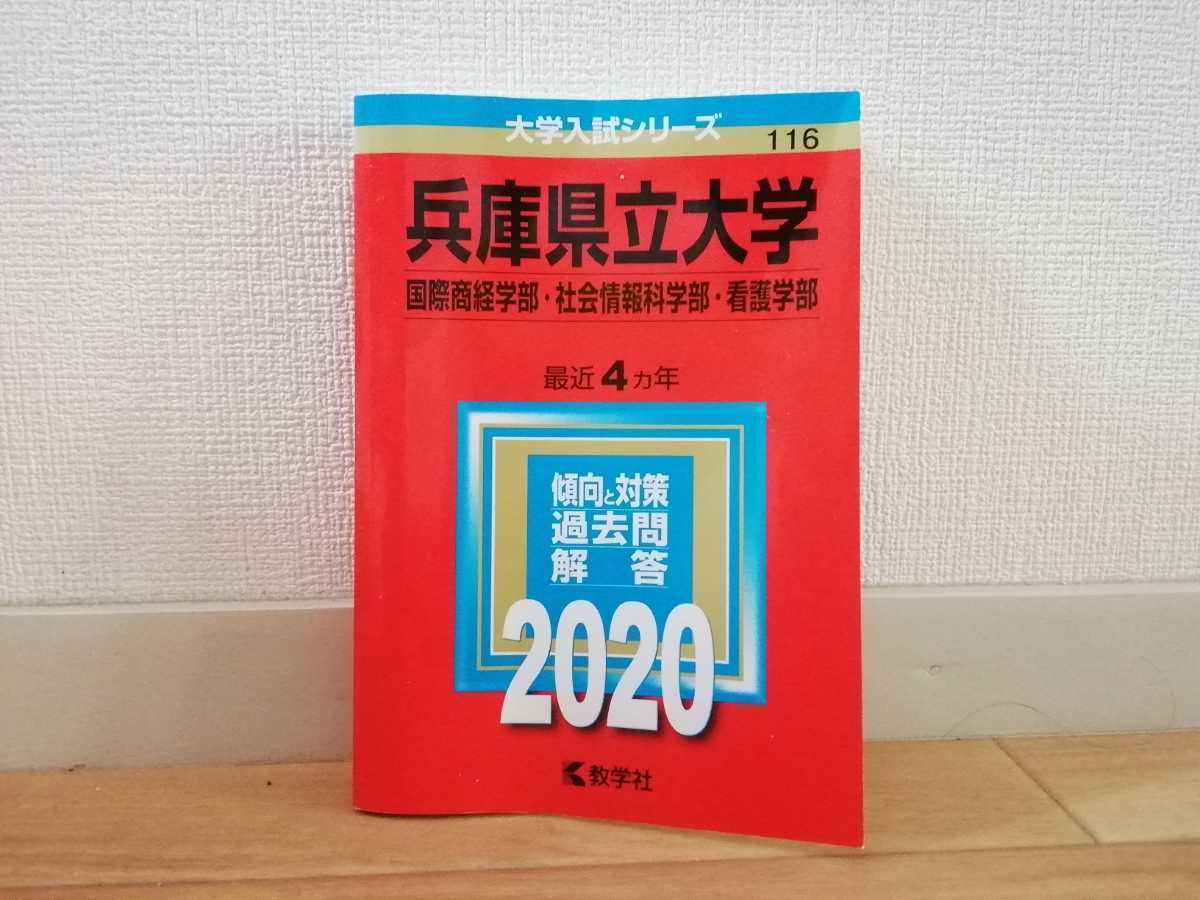 大学入試シリーズ
116
兵庫県立大学
国際商経学部・社会情報科学部・看護学部
最近4カ年
傾向と対策
過去問
解答
2020
教学社